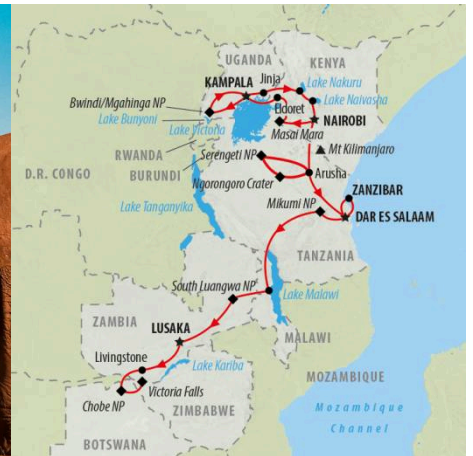 UGANDA
KENYA
KAMPALA
Jinja
Lake Nakuru
Eldoret
Lake Naivasha
Bwindi/Mgahinga NP
Lake Bunyoni
Lake Victoria
NAIROBI
Masai Mara
RWANDA
Serengeti NP
Mt Kilimanjaro
D.R. CONGO
BURUNDI
Arusha
Ngorongoro Crater
ZANZIBAR
Mikumi NP
Lake Tanganyika
DAR ES SALAAM
TANZANIA
South Luangwa NP
Lake Malawi
ZAMBIA
LUSAKA
MALAWI
Livingstone
Lake Kariba
MOZAMBIQUE
Victoria Falls
Chobe NP
ZIMBABWE
Mozambique
Channel
BOTSWANA